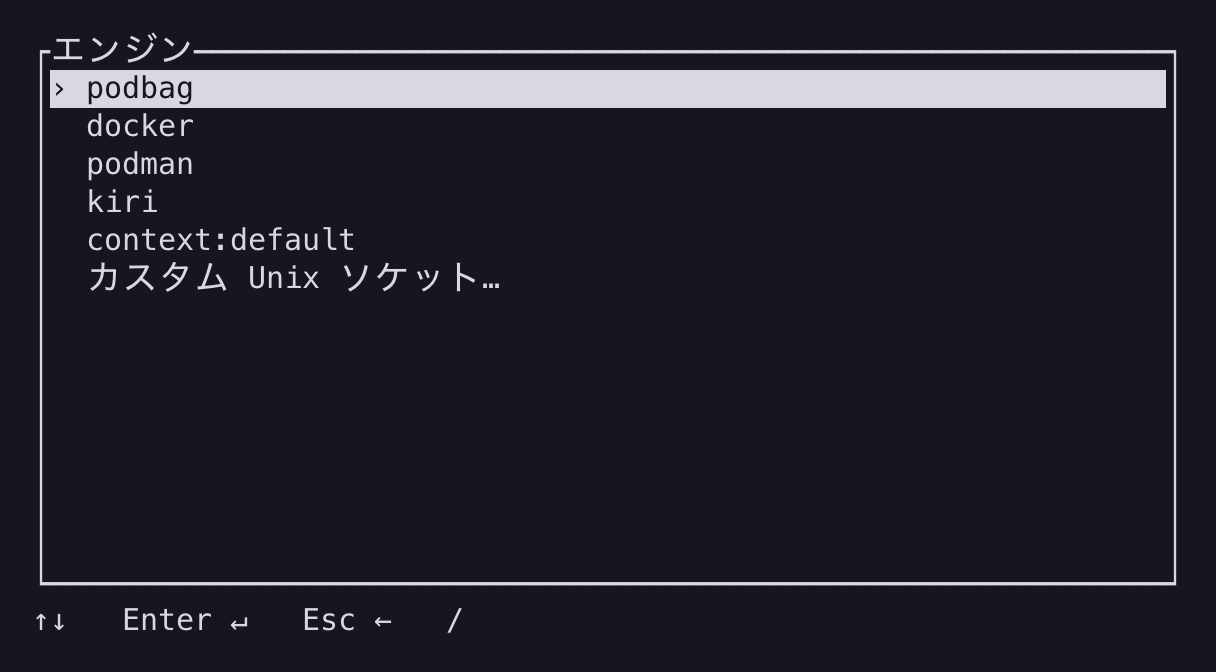 エンジン
› podbag
docker
podman
kiri
context:default
カスタム Unix ソケット…
↑↓ Enter ↵ Esc ← /